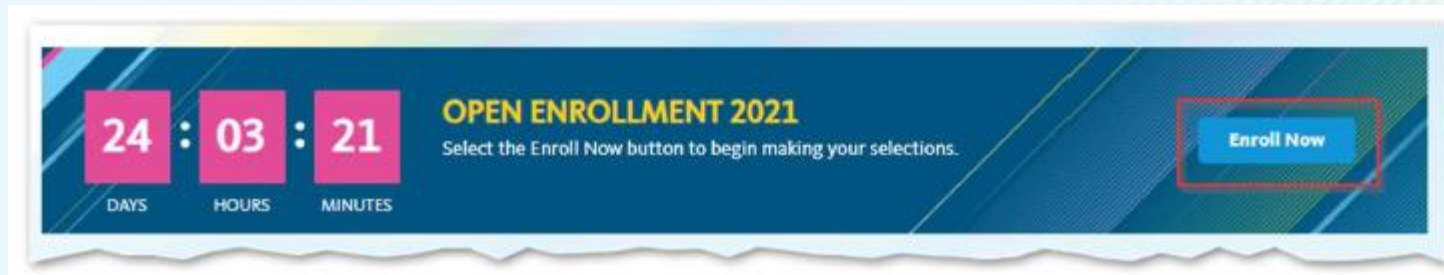 24 : 03 : 21
DAYS HOURS MINUTES
OPEN ENROLLMENT 2021
Select the Enroll Now button to begin making your selections.
Enroll Now